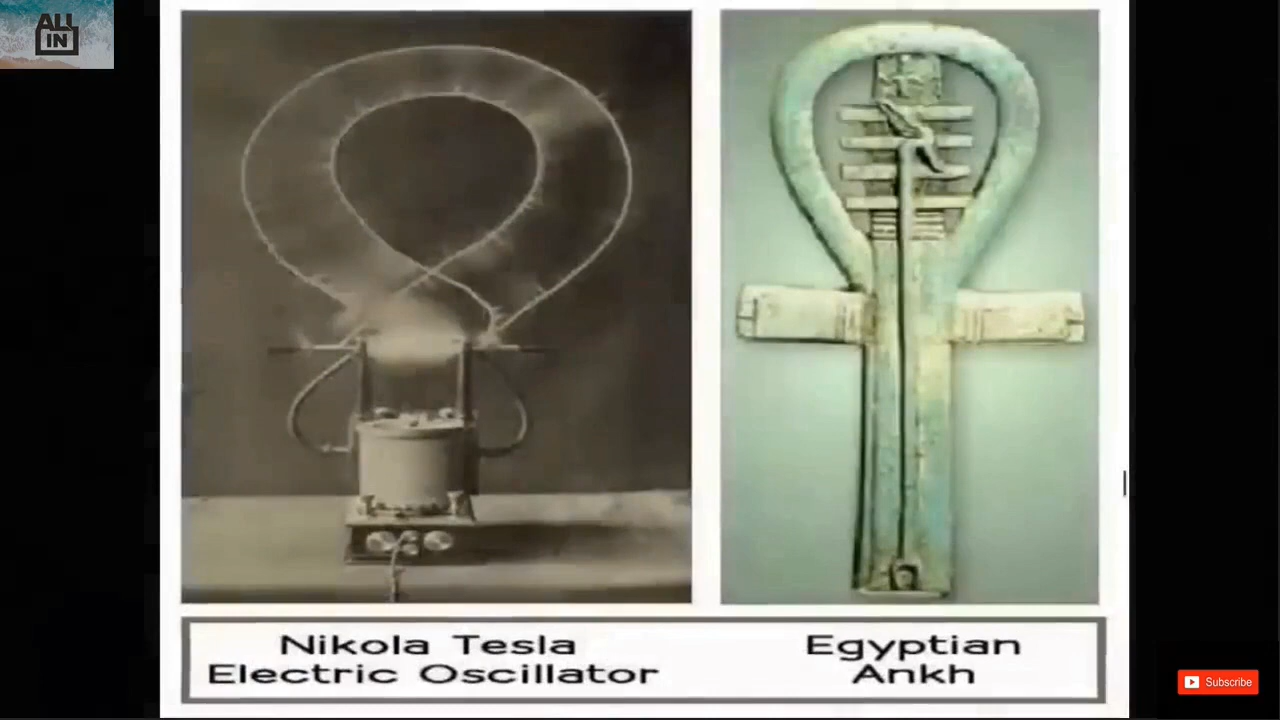 ALL
IN
Nikola Tesla
Electric Oscillator
Egyptian
Ankh
Subscribe